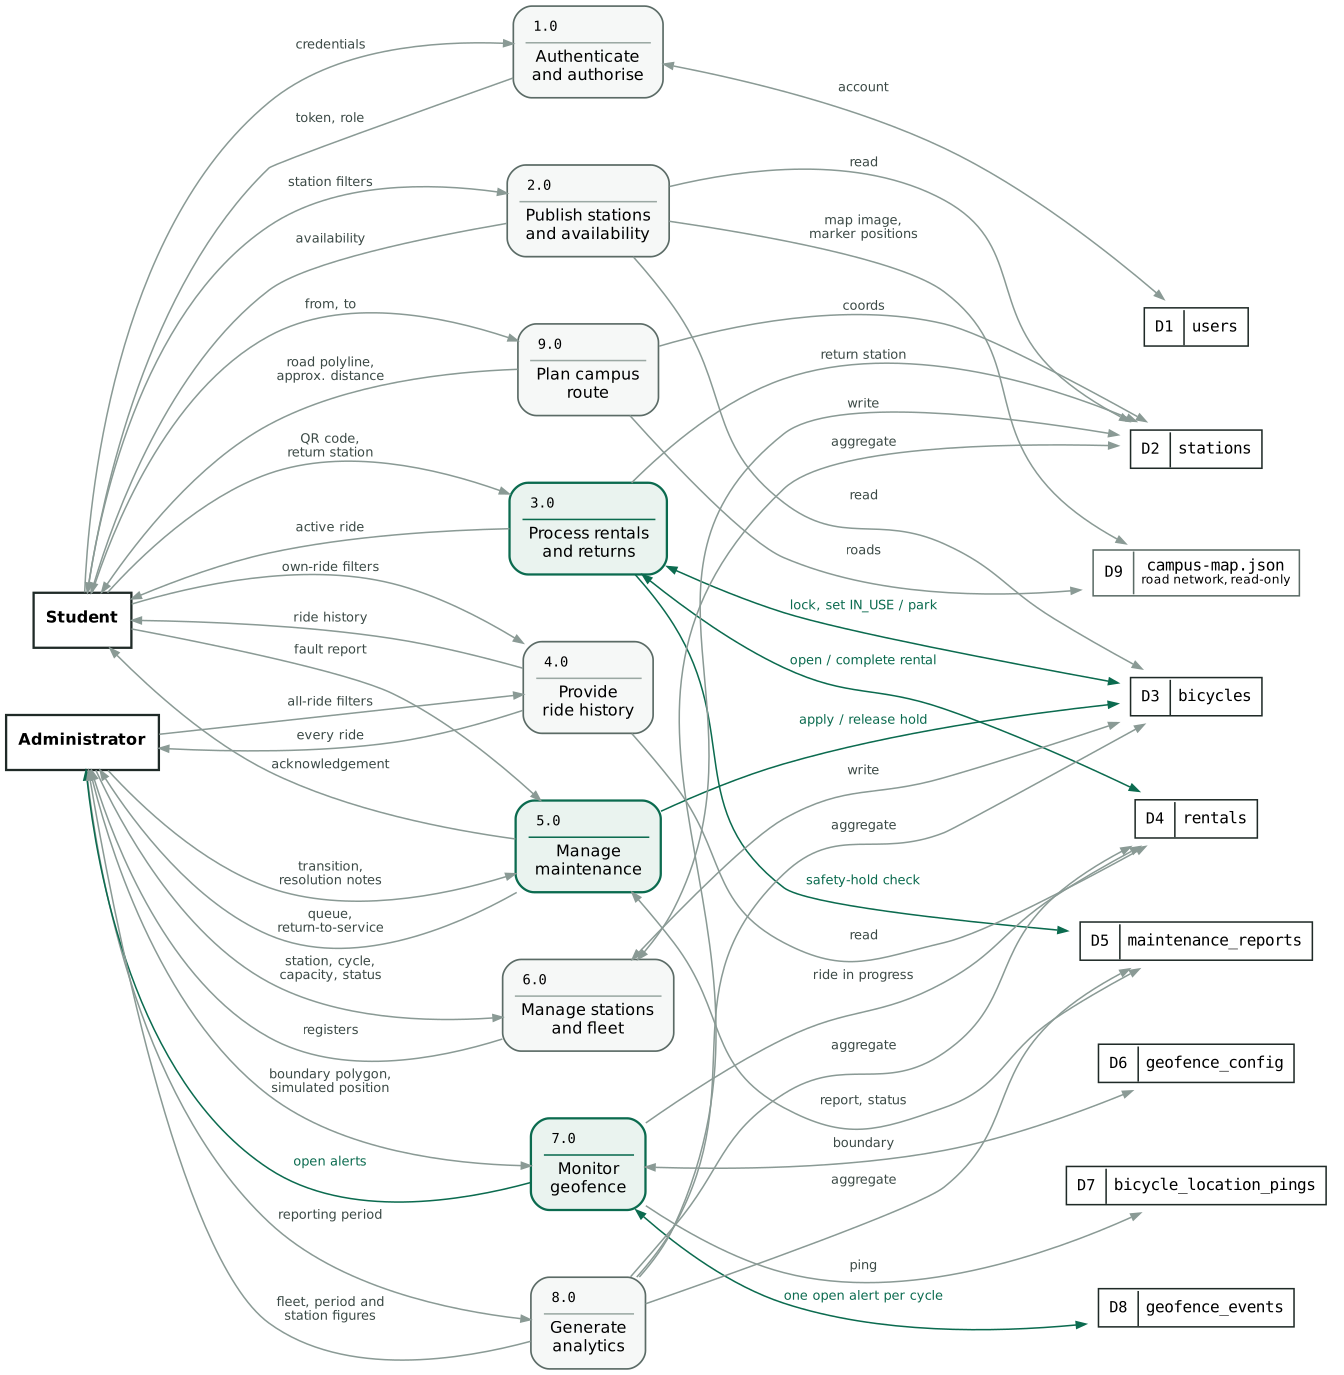 1.0
Authenticate
and authorise
credentials
token, role
account
2.0
Publish stations
and availability
station filters
availability
read
map image,
marker positions
9.0
Plan campus
route
from, to
road polyline,
approx. distance
coords
return station
write
aggregate
read
roads
D1 users
D2 stations
D9 campus-map.json
road network, read-only
3.0
Process rentals
and returns
QR code,
return station
active ride
own-ride filters
lock, set IN_USE / park
open / complete rental
Student
ride history
fault report
4.0
Provide
ride history
all-ride filters
every ride
acknowledgement
Administrator
apply / release hold
write
aggregate
D3 bicycles
D4 rentals
5.0
Manage
maintenance
transition,
resolution notes
queue,
return-to-service
safety-hold check
read
ride in progress
D5 maintenance_reports
6.0
Manage stations
and fleet
station, cycle,
capacity, status
registers
aggregate
report, status
boundary
aggregate
D6 geofence_config
7.0
Monitor
geofence
boundary polygon,
simulated position
open alerts
reporting period
D7 bicycle_location_pings
ping
one open alert per cycle
D8 geofence_events
8.0
Generate
analytics
fleet, period and
station figures